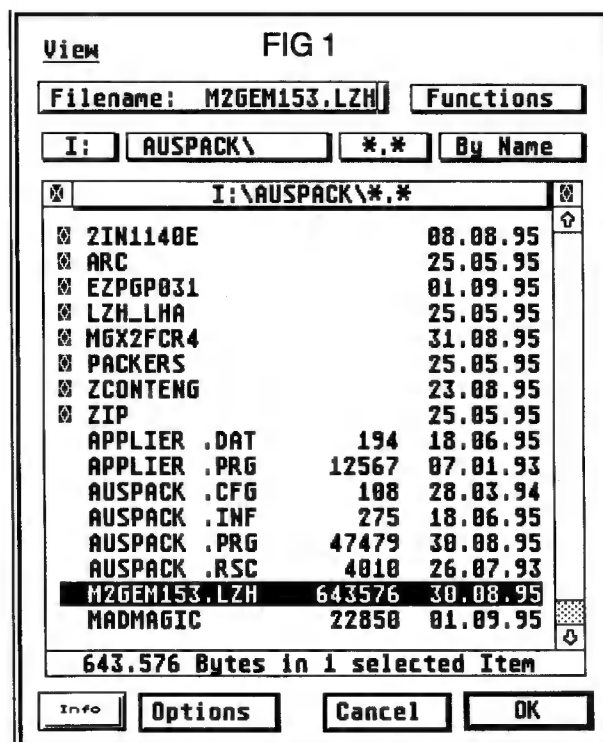 View FIG 1
Filename: M2GEM153.LZH Functions
I: AUSPACK\ *.* By Name
I:\AUSPACK\*.*
2IN1140E 08.08.95
ARC 25.05.95
EZPGP031 01.09.95
LZH_LHA 25.05.95
MGX2FCR4 31.08.95
PACKERS 25.05.95
ZCONTENG 23.08.95
ZIP 25.05.95
APPLIER .DAT 194 18.06.95
APPLIER .PRG 12567 07.01.93
AUSPACK .CFG 108 28.03.94
AUSPACK .INF 275 18.06.95
AUSPACK .PRG 47479 30.08.95
AUSPACK .RSC 4010 26.07.93
M2GEM153.LZH 643576 30.08.95
MADMAGIC 22850 01.09.95
643.576 Bytes in 1 selected Item
Info Options Cancel OK